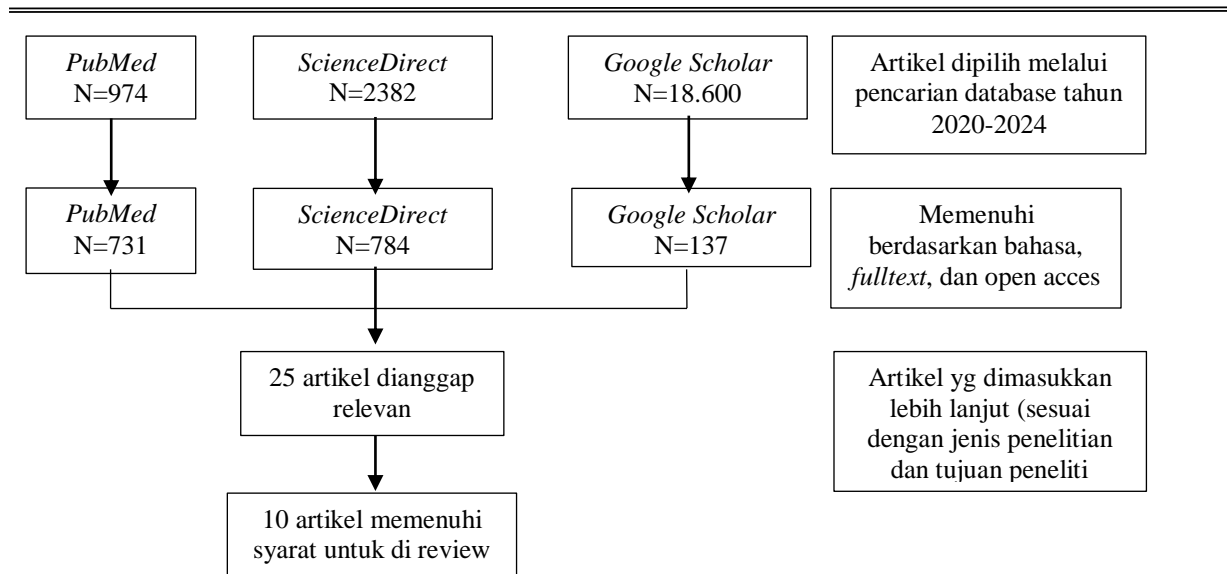 PubMed
N=974
ScienceDirect
N=2382
Google Scholar
N=18.600
Artikel dipilih melalui
pencarian database tahun
2020-2024
PubMed
N=731
ScienceDirect
N=784
Google Scholar
N=137
Memenuhi
berdasarkan bahasa,
fulltext, dan open acces
25 artikel dianggap
relevan
Artikel yg dimasukkan
lebih lanjut (sesuai
dengan jenis penelitian
dan tujuan peneliti
10 artikel memenuhi
syarat untuk di review